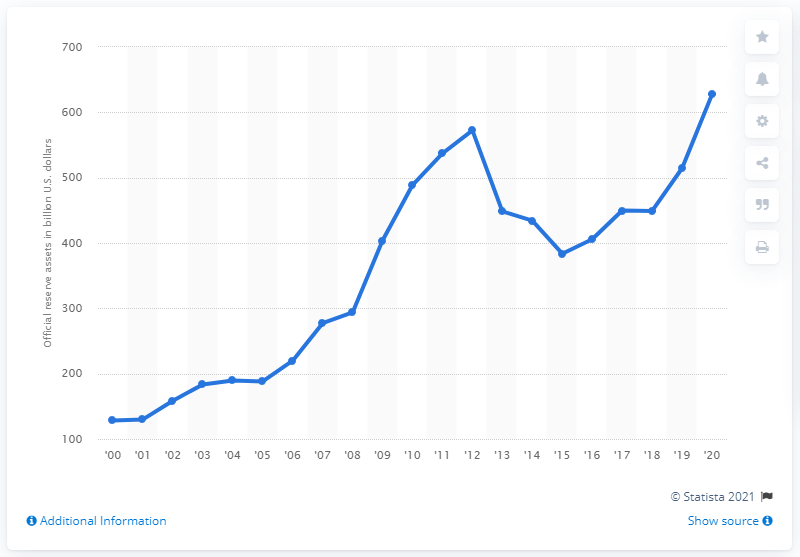 700
600
500
400
300
200
100
Official reserve assets in billion U.S. dollars
'00 '01 '02 '03 '04 '05 '06 '07 '08 '09 '10 '11 '12 '13 '14 '15 '16 '17 '18 '19 '20
© Statista 2021
Additional Information
Show source